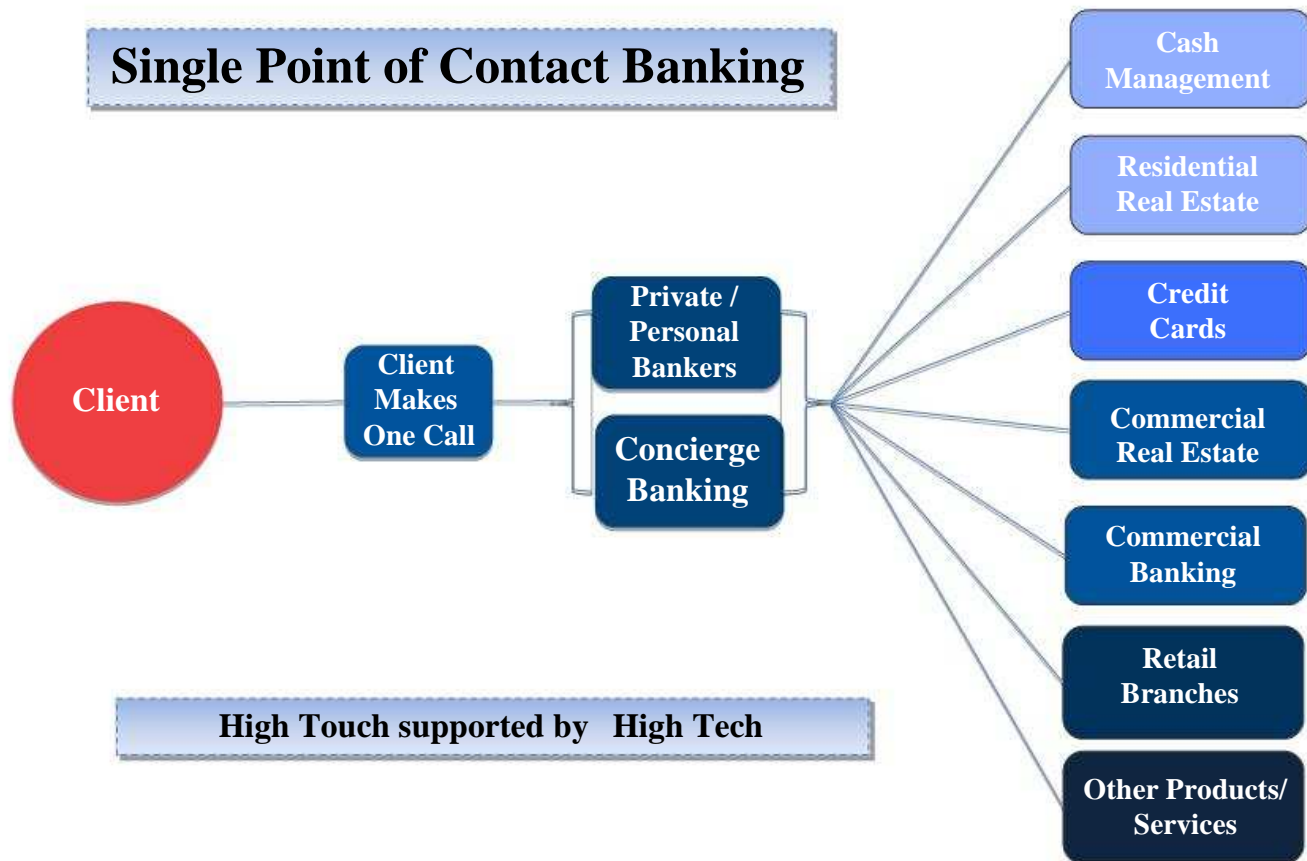 Single Point of Contact Banking
Client
Client
Makes
One Call
Private /
Personal
Bankers
Concierge
Banking
Cash
Management
Residential
Real Estate
Credit
Cards
Commercial
Real Estate
Commercial
Banking
Retail
Branches
Other Products/
Services
High Touch supported by High Tech